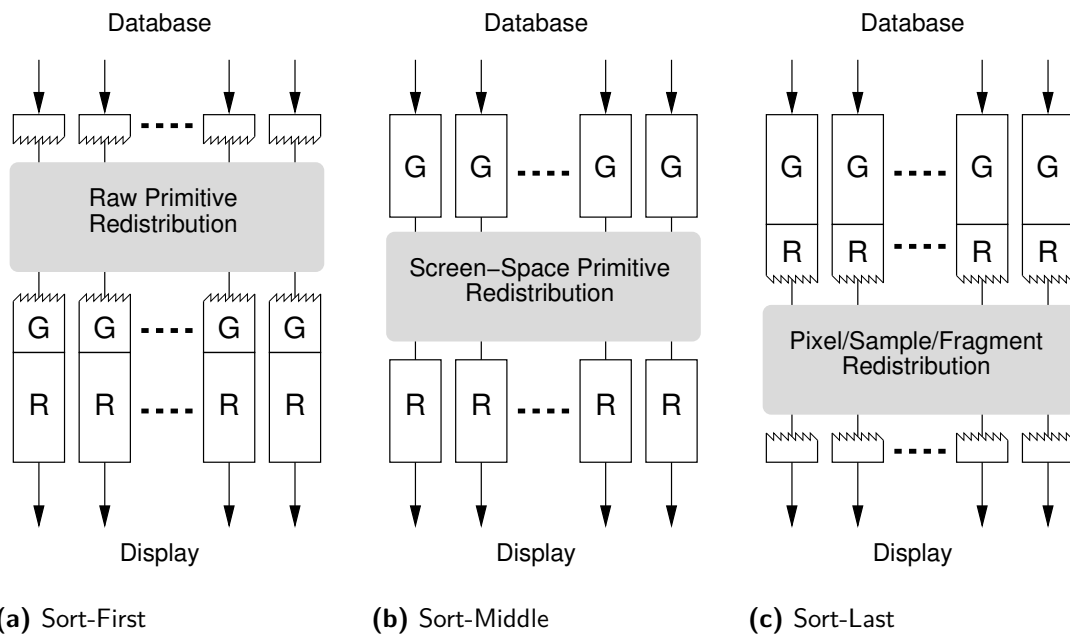 Database
Database
Database
G G G G
G G G G
Raw Primitive
Redistribution
R R R R
Screen–Space Primitive
Redistribution
G G G G
Pixel/Sample/Fragment
Redistribution
R R R R
R R R R
Display
Display
Display
(a) Sort-First
(b) Sort-Middle
(c) Sort-Last